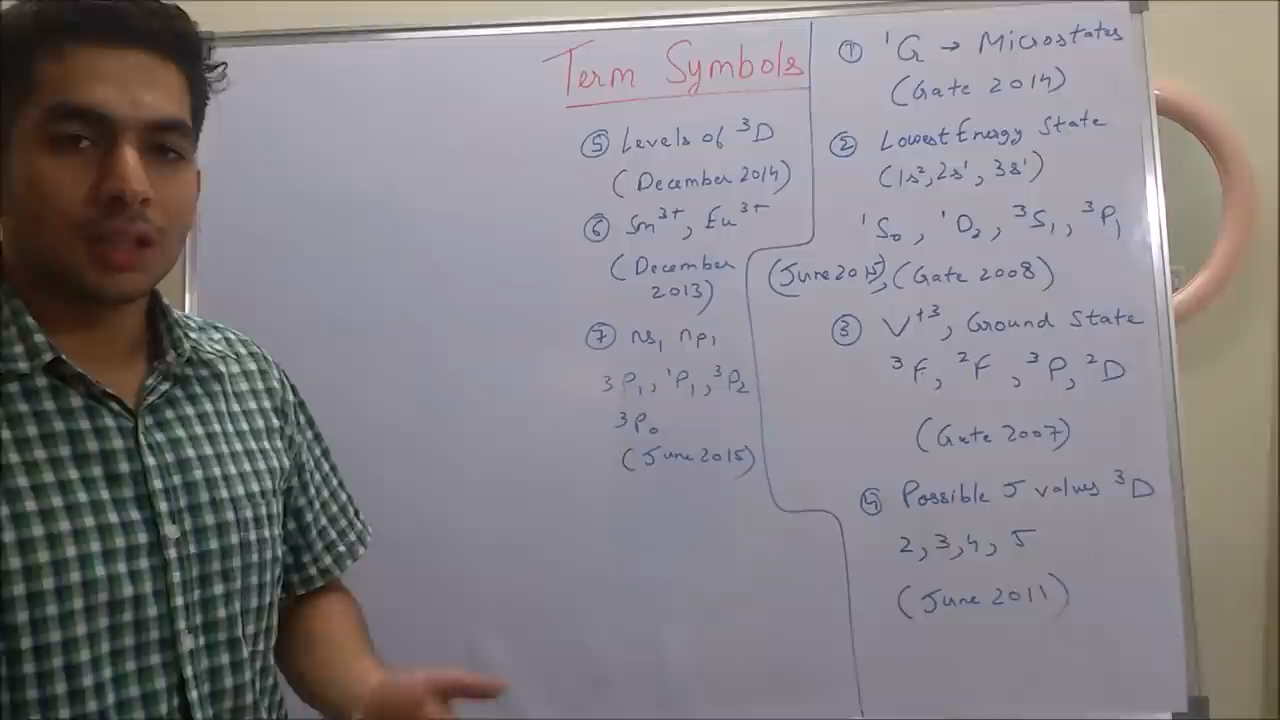 Term Symbols
① ¹G → Microstates
(Gate 2014)
② Lowest Energy State
(1s², 2s¹, 3s¹)
¹S₀, ¹D₂, ³S₁, ³P₁
(June 2015), (Gate 2008)
③ V⁺³, Ground State
³F, ²F, ³P, ²D
(Gate 2007)
④ Possible J values ³D
2, 3, 4, 5
(June 2011)
⑤ Levels of ³D
(December 2014)
⑥ Sm³⁺, Eu³⁺
(December
2013)
⑦ ns₁ np₁
³P₁, ¹P₁, ³P₂
³P₀
(June 2015)